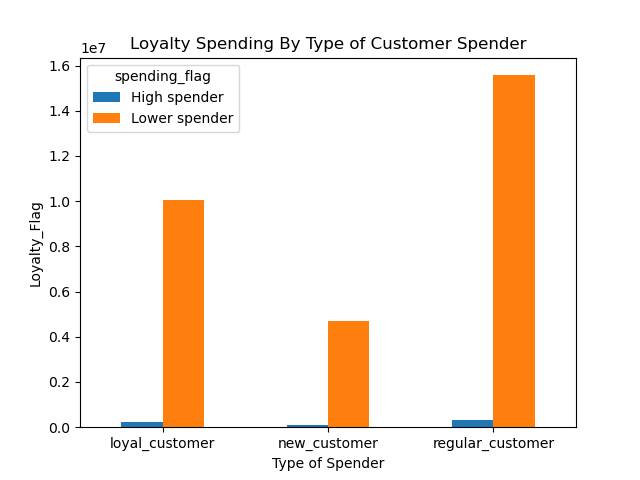 Loyalty Spending By Type of Customer Spender
1e7
spending_flag
High spender
Lower spender
1.6
1.4
1.2
1.0
0.8
0.6
0.4
0.2
0.0
Loyalty_Flag
loyal_customer
new_customer
regular_customer
Type of Spender